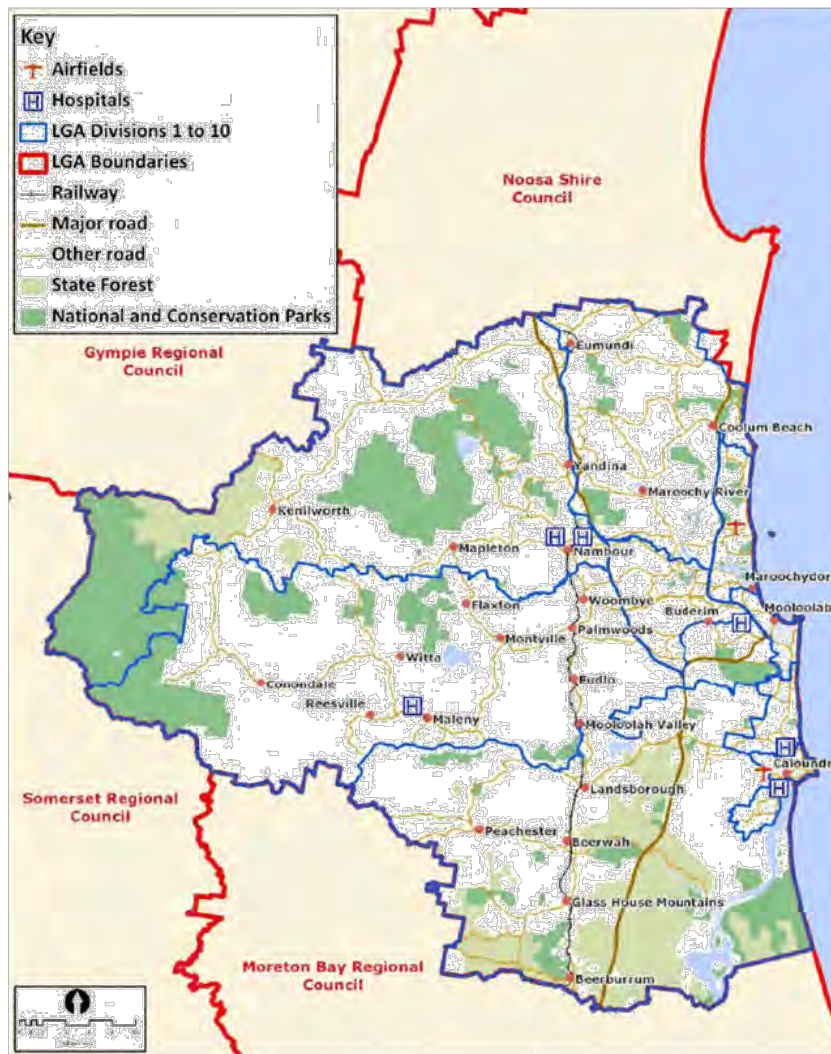 Key
Airfields
H Hospitals
LGA Divisions 1 to 10
LGA Boundaries
Railway
Major road
Other road
State Forest
National and Conservation Parks
Noosa Shire
Council
Gympie Regional
Council
Eumundi
Coolum Beach
Yandina
Maroochy River
Kenilworth
H H
Mapleton
Nambour
Maroochydor
Flaxton
Woombye
Buderim
Mooloolab
H
Montville
Palmwoods
Witta
Conondale
Eudlo
Reesville
H
Maleny
Mooloolah Valley
H
Caloundr
Landsborough
H
Somerset Regional
Council
Peachester
Beerwah
Glass House Mountains
Moreton Bay Regional
Council
Beerburrum